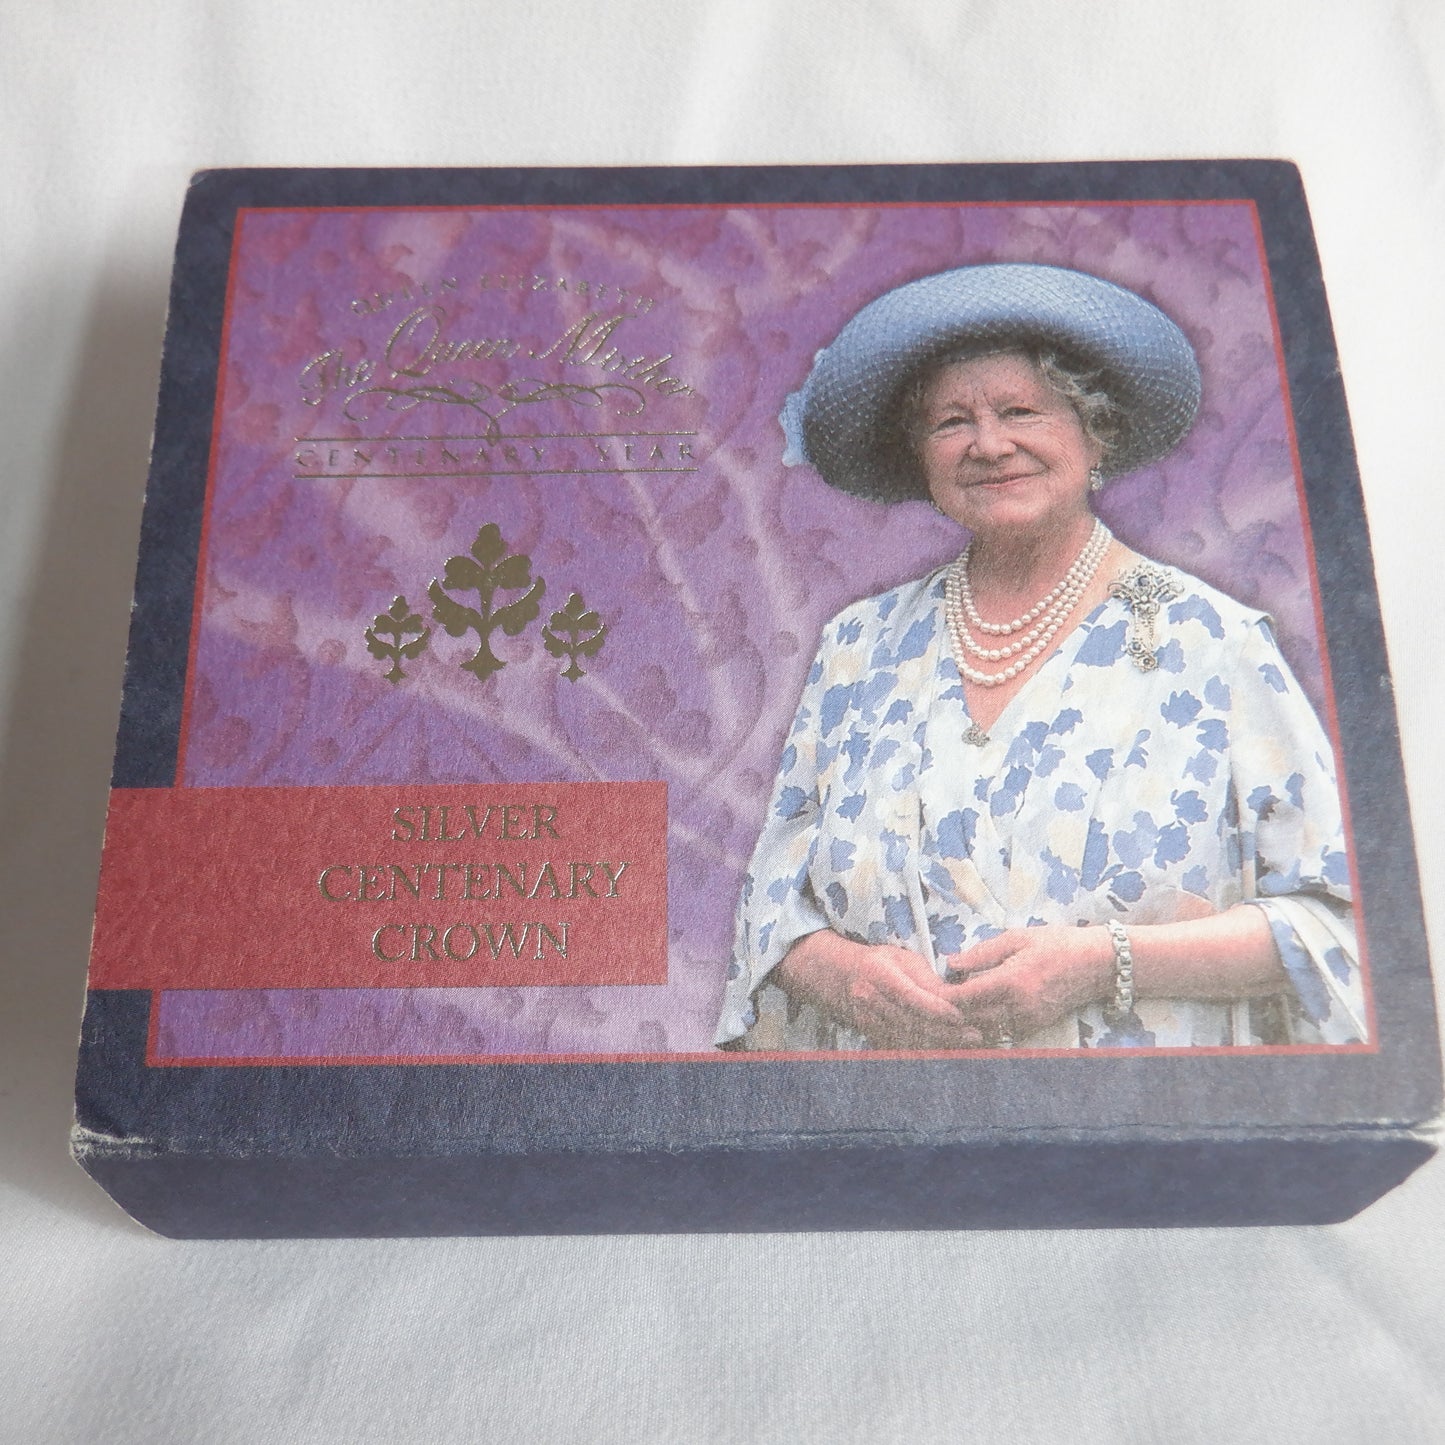 QUEEN ELIZABETH
The Queen Mother
CENTENARY YEAR
SILVER
CENTENARY
CROWN